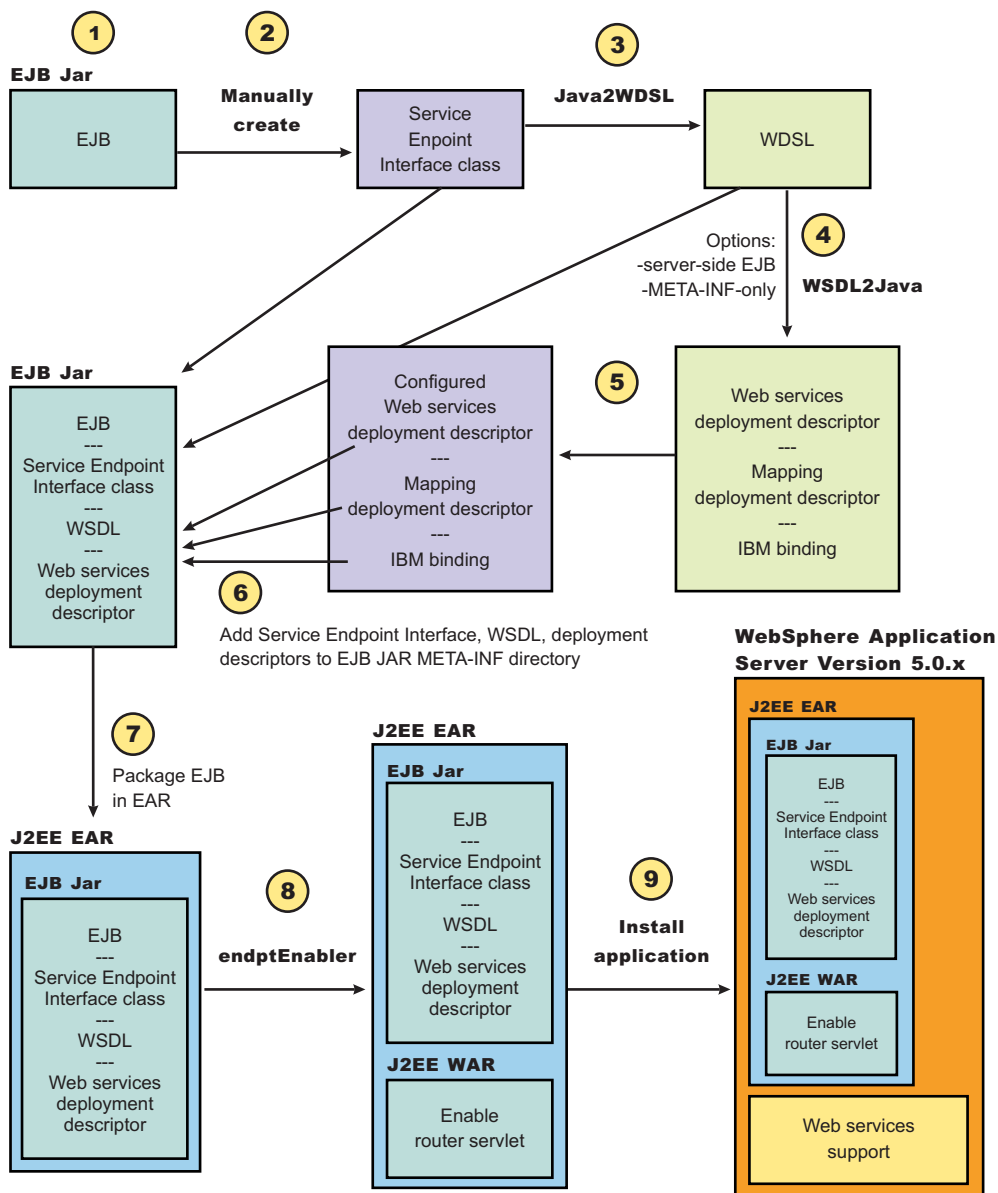 1
2
3
EJB Jar
EJB
Manually
create
Service
Enpoint
Interface class
Java2WDSL
WDSL
Options:
-server-side EJB
-META-INF-only
4
WSDL2Java
EJB Jar
EJB
---
Service Endpoint
Interface class
---
WSDL
---
Web services
deployment
descriptor
Configured
Web services
deployment descriptor
---
Mapping
deployment descriptor
---
IBM binding
5
Web services
deployment descriptor
---
Mapping
deployment descriptor
---
IBM binding
6
Add Service Endpoint Interface, WSDL, deployment
descriptors to EJB JAR META-INF directory
7
Package EJB
in EAR
J2EE EAR
EJB Jar
EJB
---
Service Endpoint
Interface class
---
WSDL
---
Web services
deployment
descriptor
8
endptEnabler
J2EE EAR
EJB Jar
EJB
---
Service Endpoint
Interface class
---
WSDL
---
Web services
deployment
descriptor
J2EE WAR
Enable
router servlet
9
Install
application
WebSphere Application
Server Version 5.0.x
J2EE EAR
EJB Jar
EJB
---
Service Endpoint
Interface class
---
WSDL
---
Web services
deployment
descriptor
J2EE WAR
Enable
router servlet
Web services
support